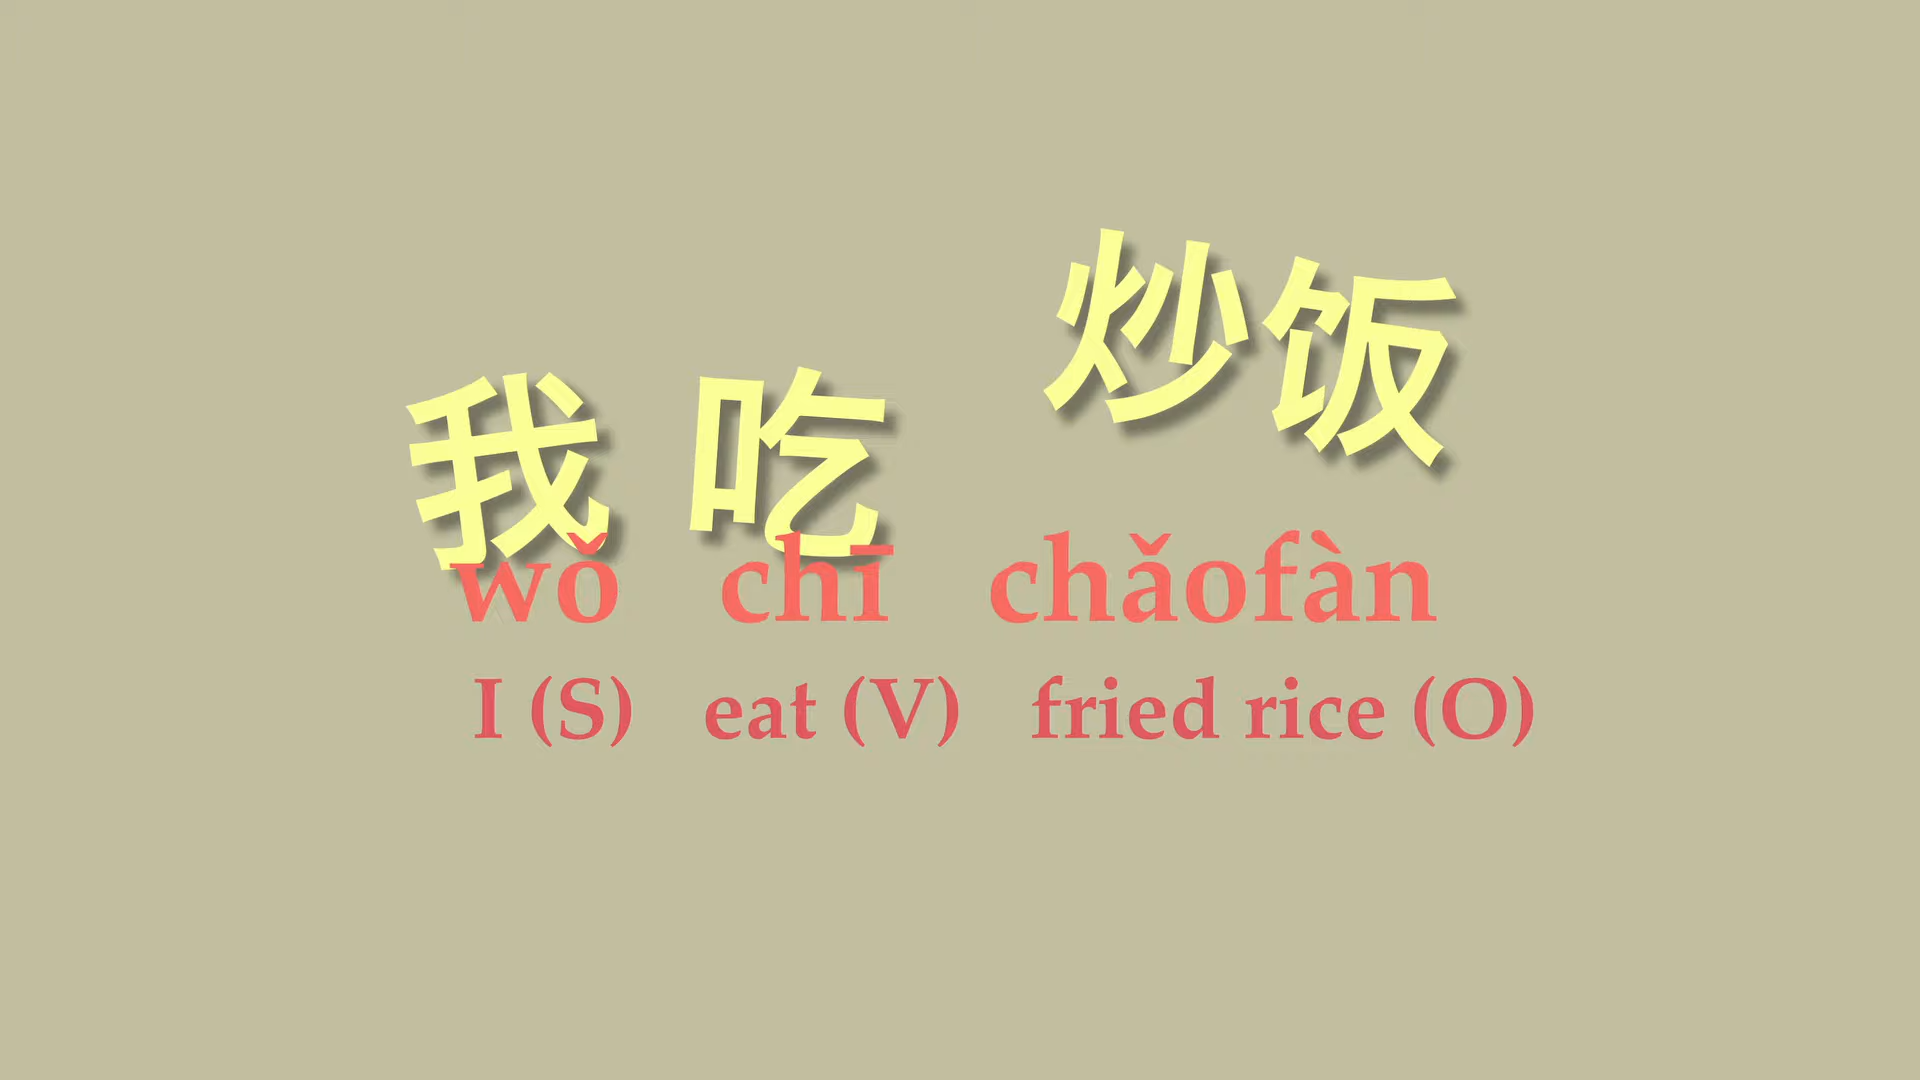 我 吃 炒饭
wǒ chī chǎofàn
I (S) eat (V) fried rice (O)